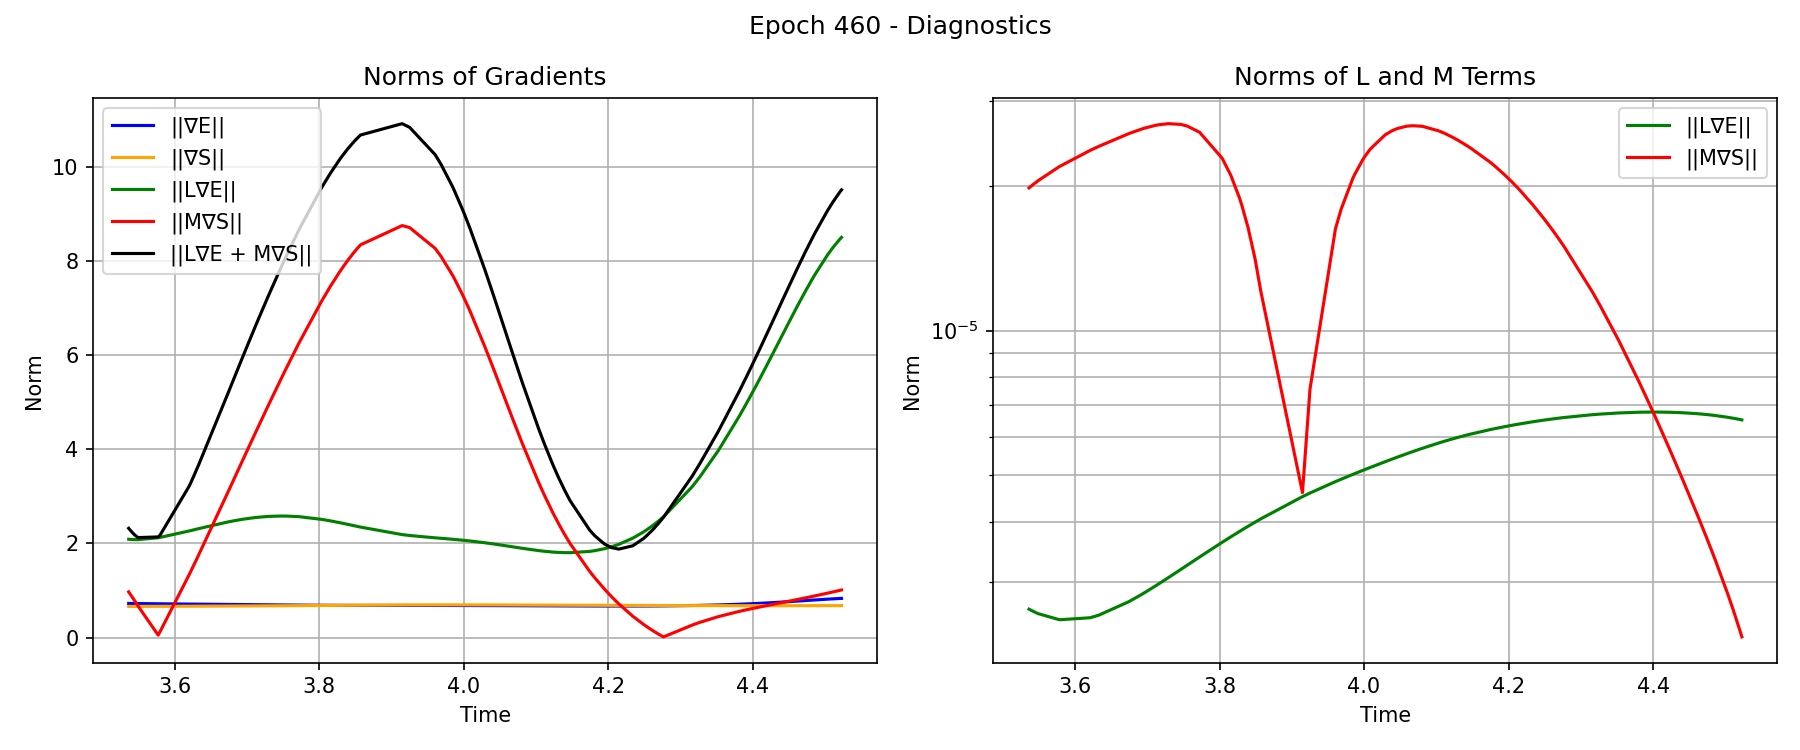 Epoch 460 - Diagnostics
Norms of Gradients
||∇E||
||∇S||
||L∇E||
||M∇S||
||L∇E + M∇S||
10
8
6
4
2
0
Norm
3.6 3.8 4.0 4.2 4.4
Time
Norms of L and M Terms
||L∇E||
||M∇S||
10⁻⁵
Norm
3.6 3.8 4.0 4.2 4.4
Time